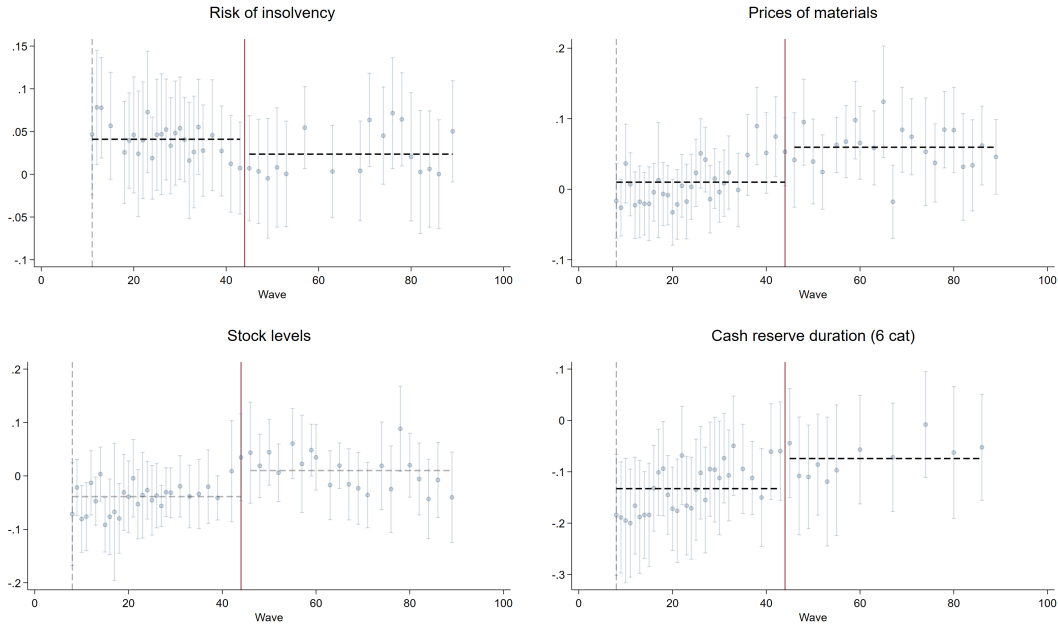 Risk of insolvency
.15
.1
.05
0
-.05
-.1
0 20 40 60 80 100
Wave
Prices of materials
.2
.1
0
-.1
0 20 40 60 80 100
Wave
Stock levels
.2
.1
0
-.1
-.2
0 20 40 60 80 100
Wave
Cash reserve duration (6 cat)
.1
0
-.1
-.2
-.3
0 20 40 60 80 100
Wave